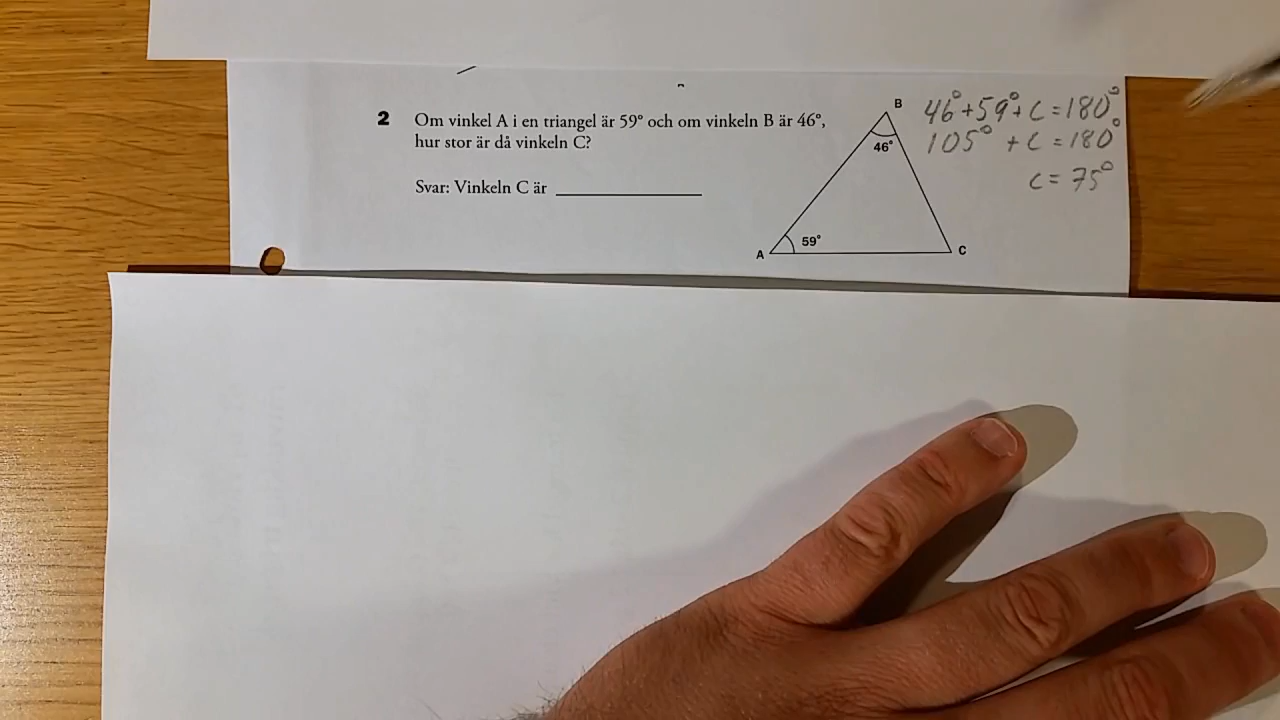 2 Om vinkel A i en triangel är 59° och om vinkeln B är 46°,
hur stor är då vinkeln C?
Svar: Vinkeln C är ____________
B
46°
59°
A
C
46°+59°+C=180°
105° +C=180°
C=75°